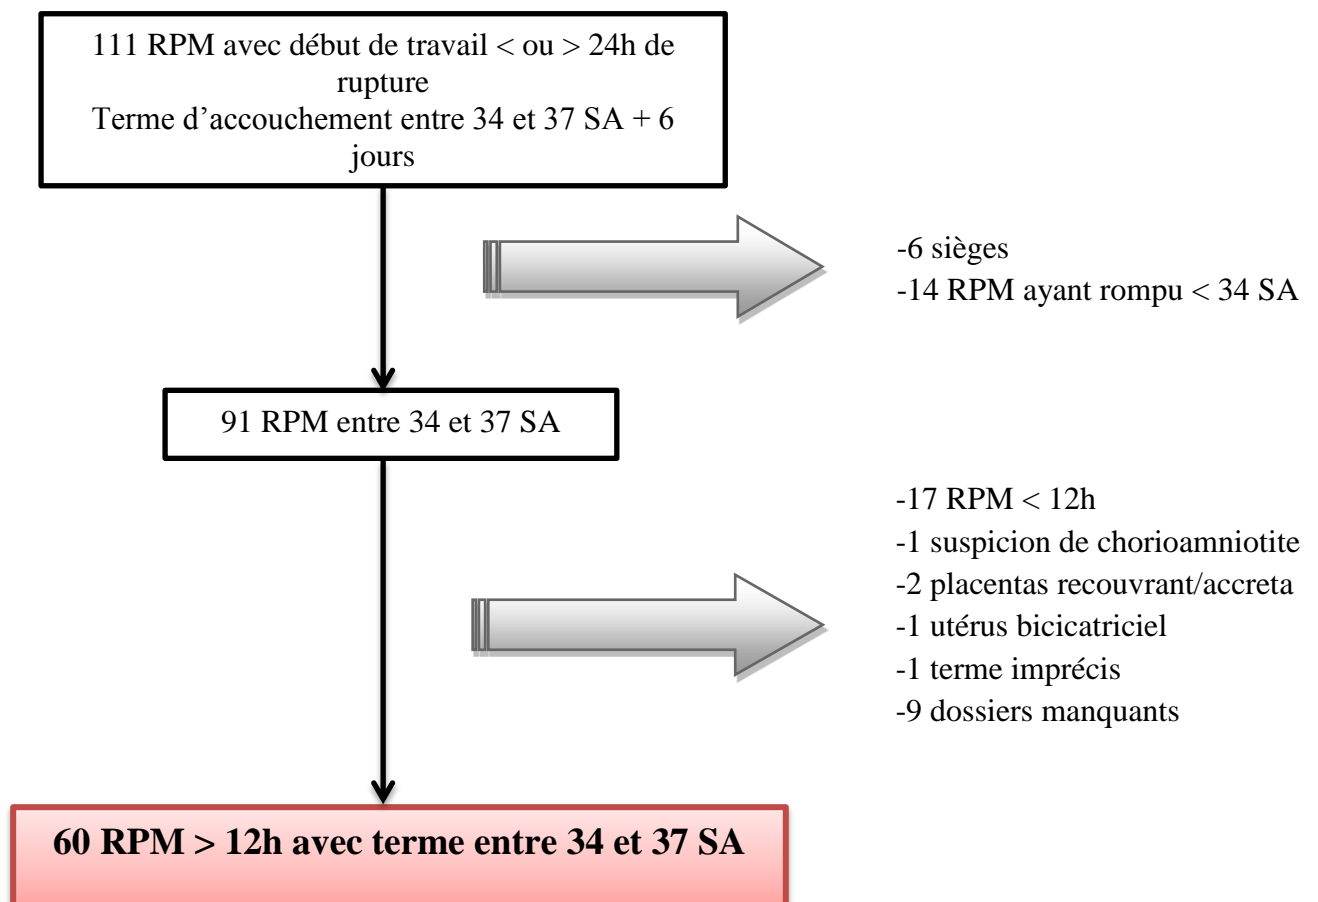 111 RPM avec début de travail < ou > 24h de
rupture
Terme d’accouchement entre 34 et 37 SA + 6
jours
-6 sièges
-14 RPM ayant rompu < 34 SA
91 RPM entre 34 et 37 SA
-17 RPM < 12h
-1 suspicion de chorioamniotite
-2 placentas recouvrant/accreta
-1 utérus bicicatriciel
-1 terme imprécis
-9 dossiers manquants
60 RPM > 12h avec terme entre 34 et 37 SA